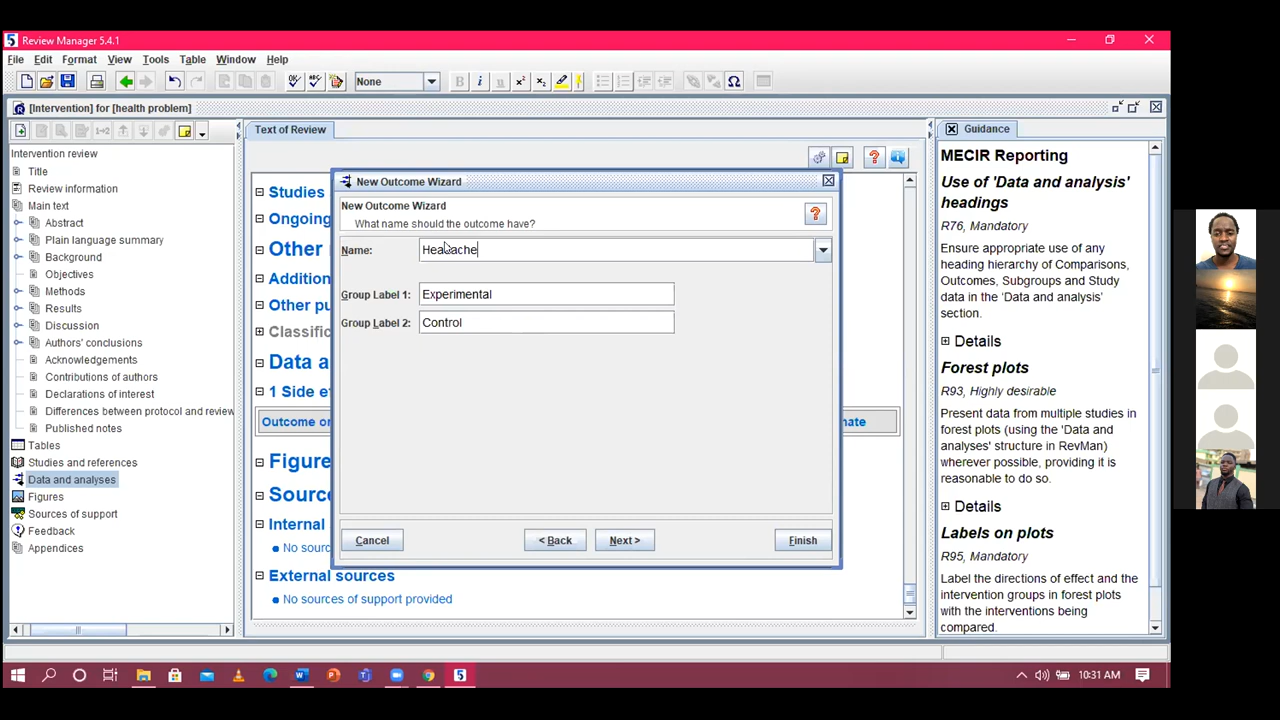 5 Review Manager 5.4.1
File Edit Format View Tools Table Window Help
None B i u x² x₂ Ω
[Intervention] for [health problem]
Intervention review
Title
Review information
Main text
Abstract
Plain language summary
Background
Objectives
Methods
Results
Discussion
Authors' conclusions
Acknowledgements
Contributions of authors
Declarations of interest
Differences between protocol and review
Published notes
Tables
Studies and references
Data and analyses
Figures
Sources of support
Feedback
Appendices
Text of Review
Studies
Ongoing
Other
Addition
Other pu
Classific
Data a
1 Side e
Outcome or
nate
Figure
Sourc
Internal
No sourc
External sources
No sources of support provided
New Outcome Wizard
New Outcome Wizard
What name should the outcome have?
Name: Headache
Group Label 1: Experimental
Group Label 2: Control
Cancel < Back Next > Finish
Guidance
MECIR Reporting
Use of 'Data and analysis'
headings
R76, Mandatory
Ensure appropriate use of any
heading hierarchy of Comparisons,
Outcomes, Subgroups and Study
data in the 'Data and analysis'
section.
Details
Forest plots
R93, Highly desirable
Present data from multiple studies in
forest plots (using the 'Data and
analyses' structure in RevMan)
wherever possible, providing it is
reasonable to do so.
Details
Labels on plots
R95, Mandatory
Label the directions of effect and the
intervention groups in forest plots
with the interventions being
compared.
10:31 AM